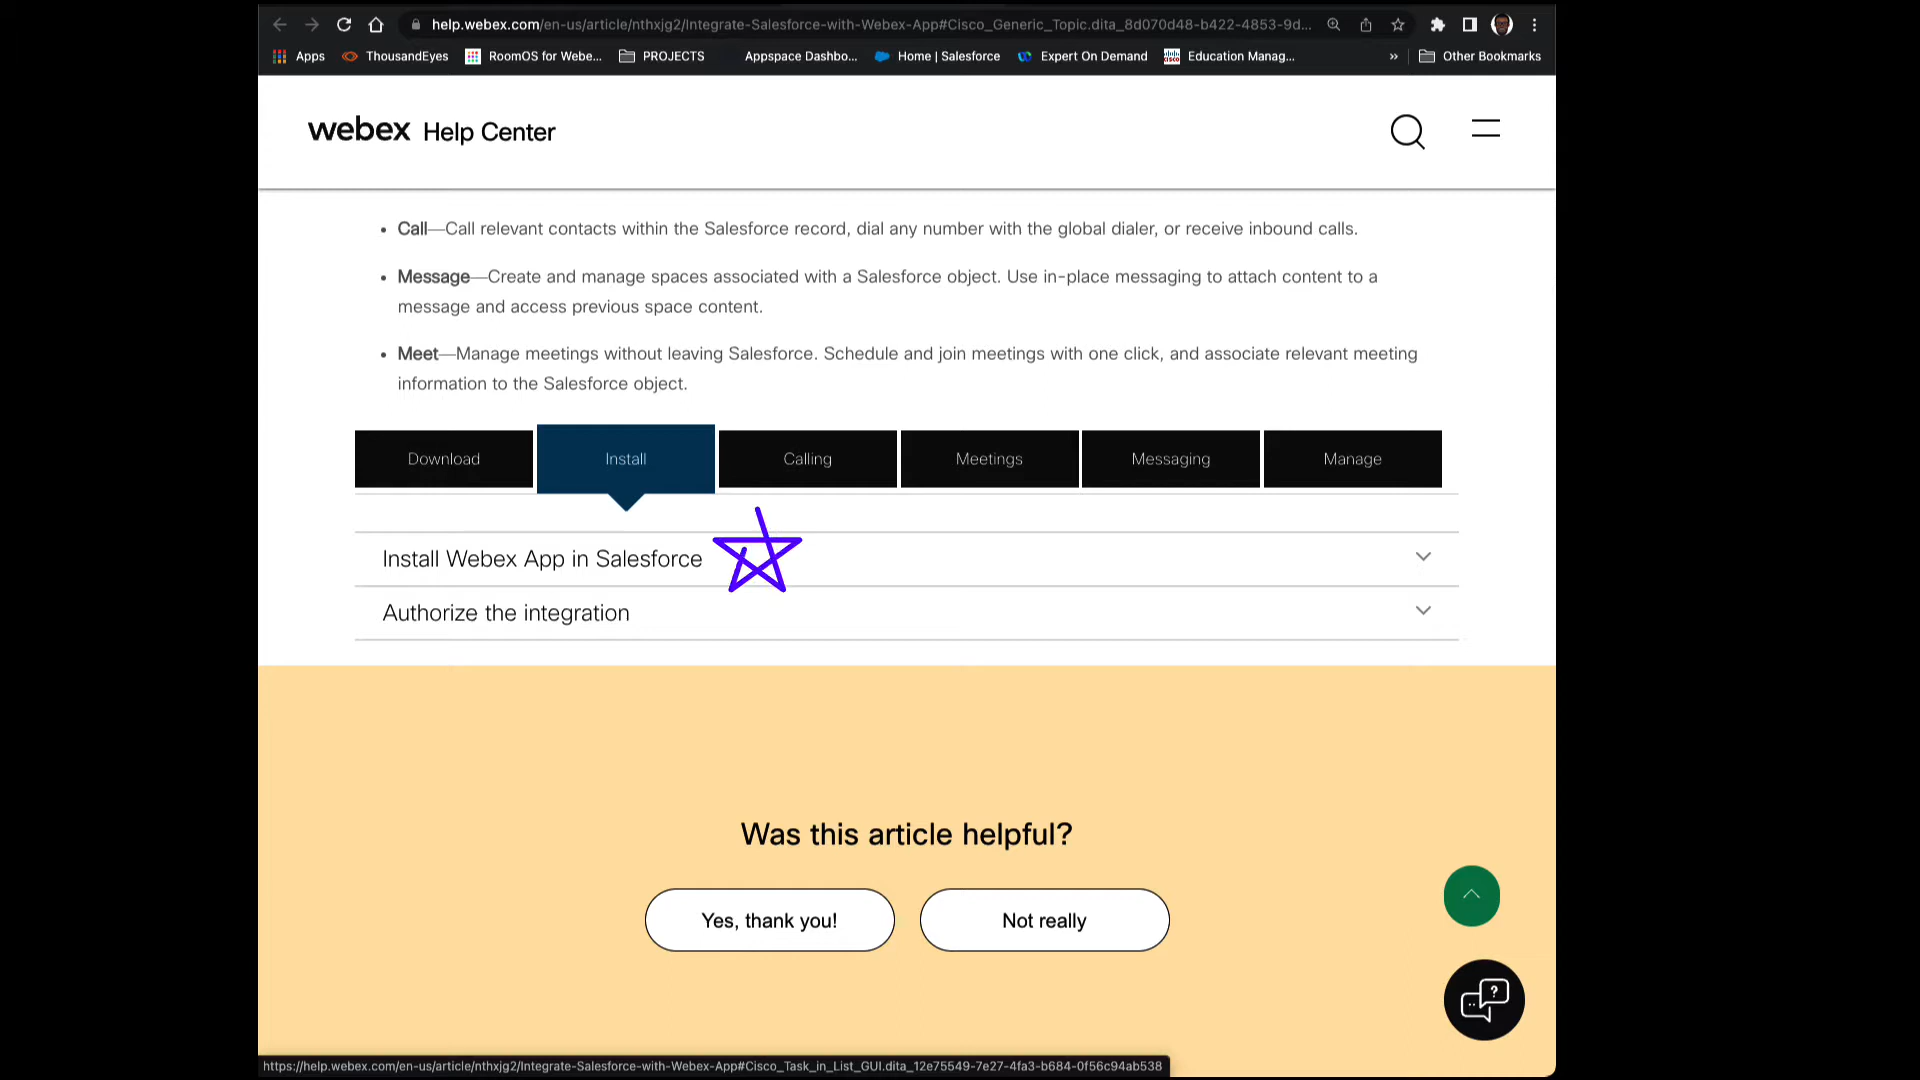 help.webex.com/en-us/article/nthxjg2/Integrate-Salesforce-with-Webex-App#Cisco_Generic_Topic.dita_8d070d48-b422-4853-9d...
Apps ThousandEyes RoomOS for Webe... PROJECTS Appspace Dashbo... Home | Salesforce Expert On Demand Education Manag... » Other Bookmarks
webex Help Center
• Call—Call relevant contacts within the Salesforce record, dial any number with the global dialer, or receive inbound calls.
• Message—Create and manage spaces associated with a Salesforce object. Use in-place messaging to attach content to a
message and access previous space content.
• Meet—Manage meetings without leaving Salesforce. Schedule and join meetings with one click, and associate relevant meeting
information to the Salesforce object.
Download Install Calling Meetings Messaging Manage
Install Webex App in Salesforce
Authorize the integration
Was this article helpful?
Yes, thank you! Not really
https://help.webex.com/en-us/article/nthxjg2/Integrate-Salesforce-with-Webex-App#Cisco_Task_in_List_GUI.dita_12e75549-7e27-4fa3-b684-0f56c94ab538